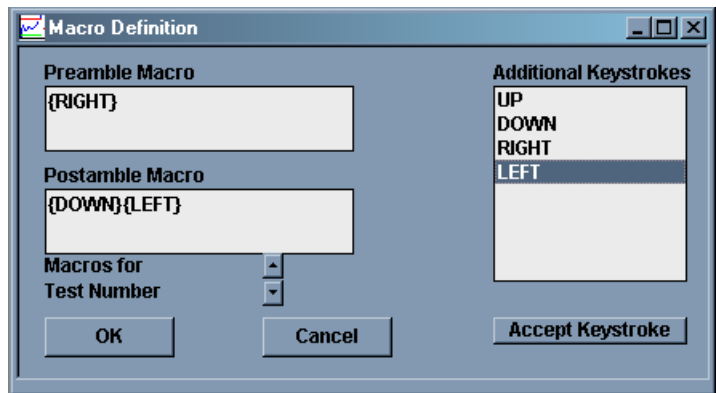 Macro Definition
Preamble Macro
{RIGHT}
Postamble Macro
{DOWN}{LEFT}
Macros for
Test Number
OK
Cancel
Additional Keystrokes
UP
DOWN
RIGHT
LEFT
Accept Keystroke